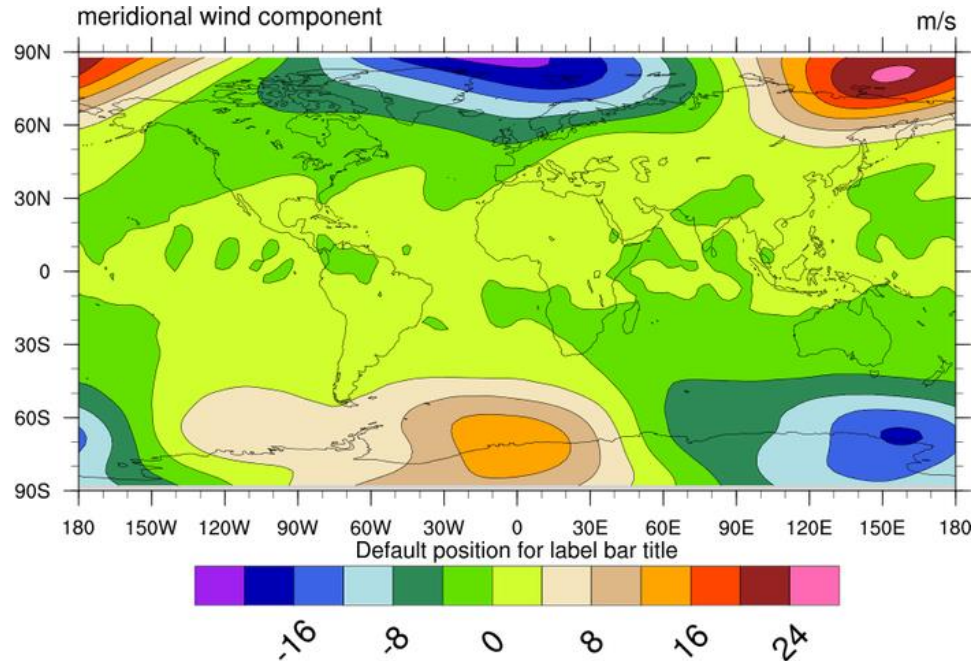 meridional wind component m/s
90N
60N
30N
0
30S
60S
90S
180 150W 120W 90W 60W 30W 0 30E 60E 90E 120E 150E 180
Default position for label bar title
-16 -8 0 8 16 24